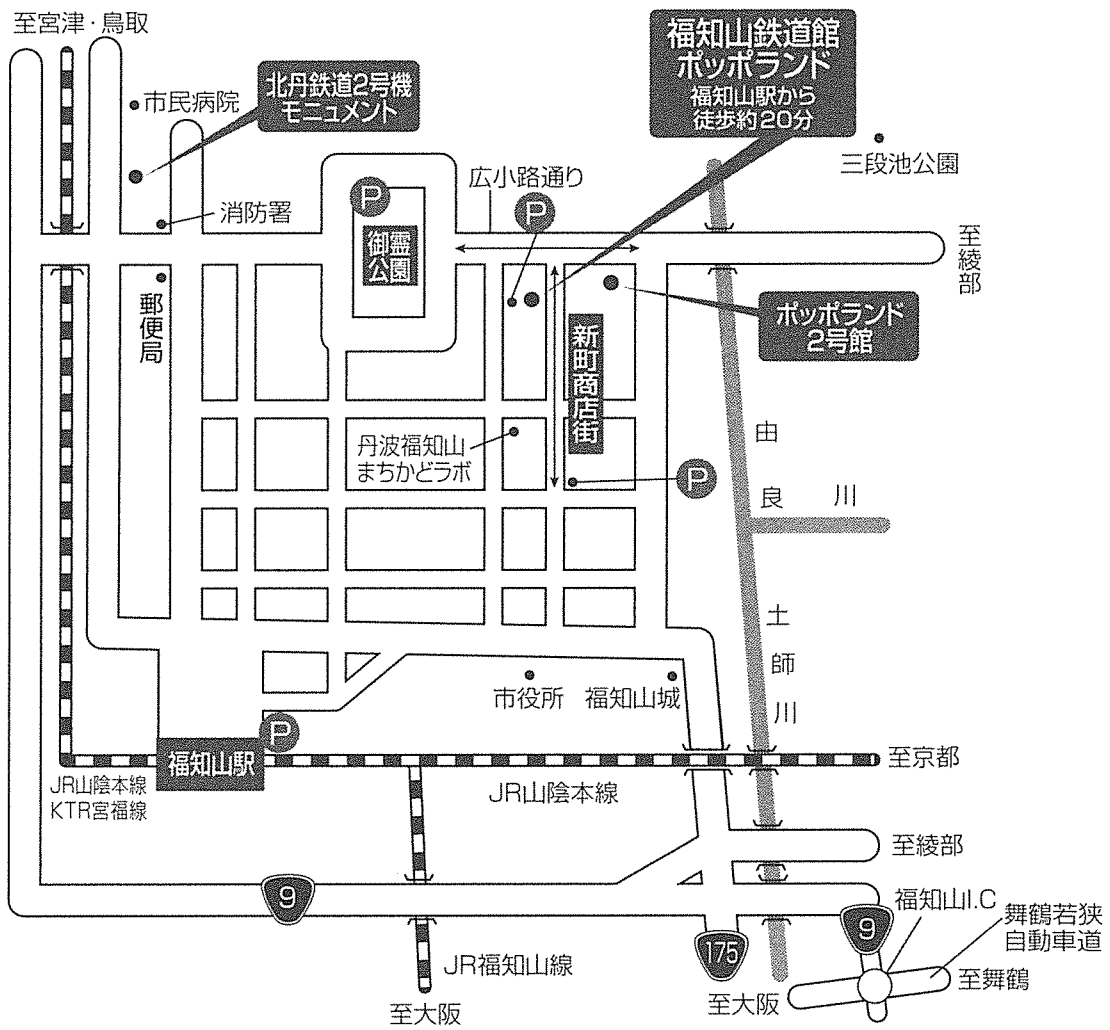 至宮津・鳥取
市民病院
北丹鉄道2号機
モニュメント
福知山鉄道館
ポッポランド
福知山駅から
徒歩約20分
三段池公園
広小路通り
P
P
消防署
御霊
公園
至綾部
郵便局
ポッポランド
2号館
新町商店街
丹波福知山
まちかどラボ
P
由良川
土師川
市役所
福知山城
P
福知山駅
至京都
JR山陰本線
KTR宮福線
JR山陰本線
至綾部
9
福知山I.C
舞鶴若狭
自動車道
9
175
JR福知山線
至舞鶴
至大阪
至大阪